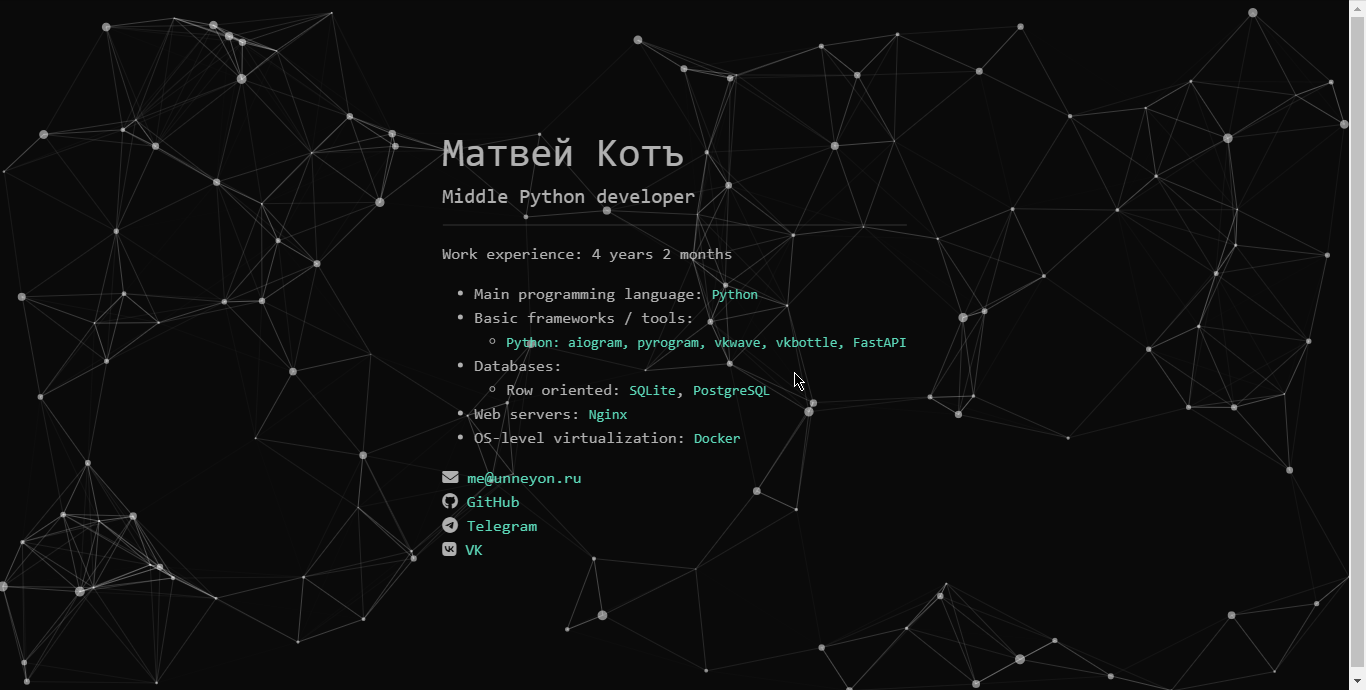 Матвей Котъ
Middle Python developer
Work experience: 4 years 2 months
Main programming language: Python
Basic frameworks / tools:
Python: aiogram, pyrogram, vkwave, vkbottle, FastAPI
Databases:
Row oriented: SQLite, PostgreSQL
Web servers: Nginx
OS-level virtualization: Docker
me@unneyon.ru
GitHub
Telegram
VK